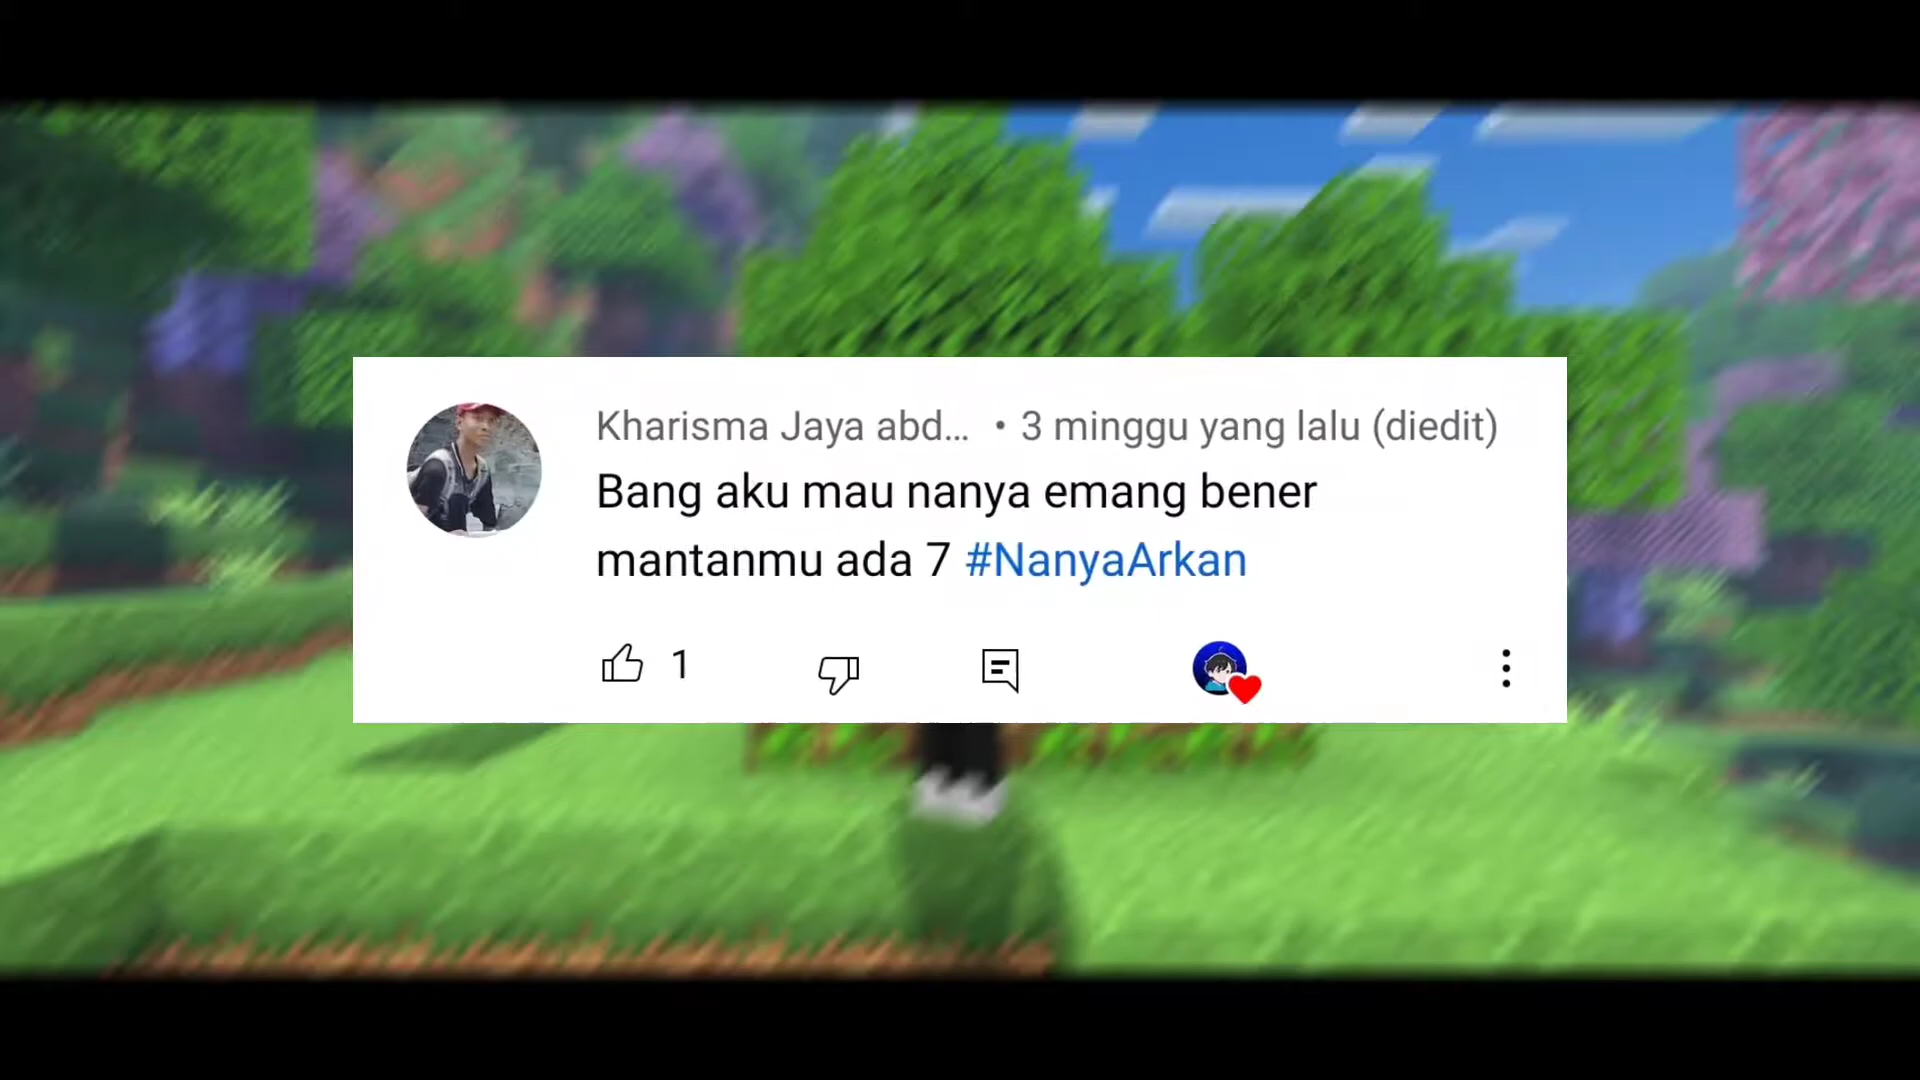 Kharisma Jaya abd... • 3 minggu yang lalu (diedit)
Bang aku mau nanya emang bener
mantanmu ada 7 #NanyaArkan
1